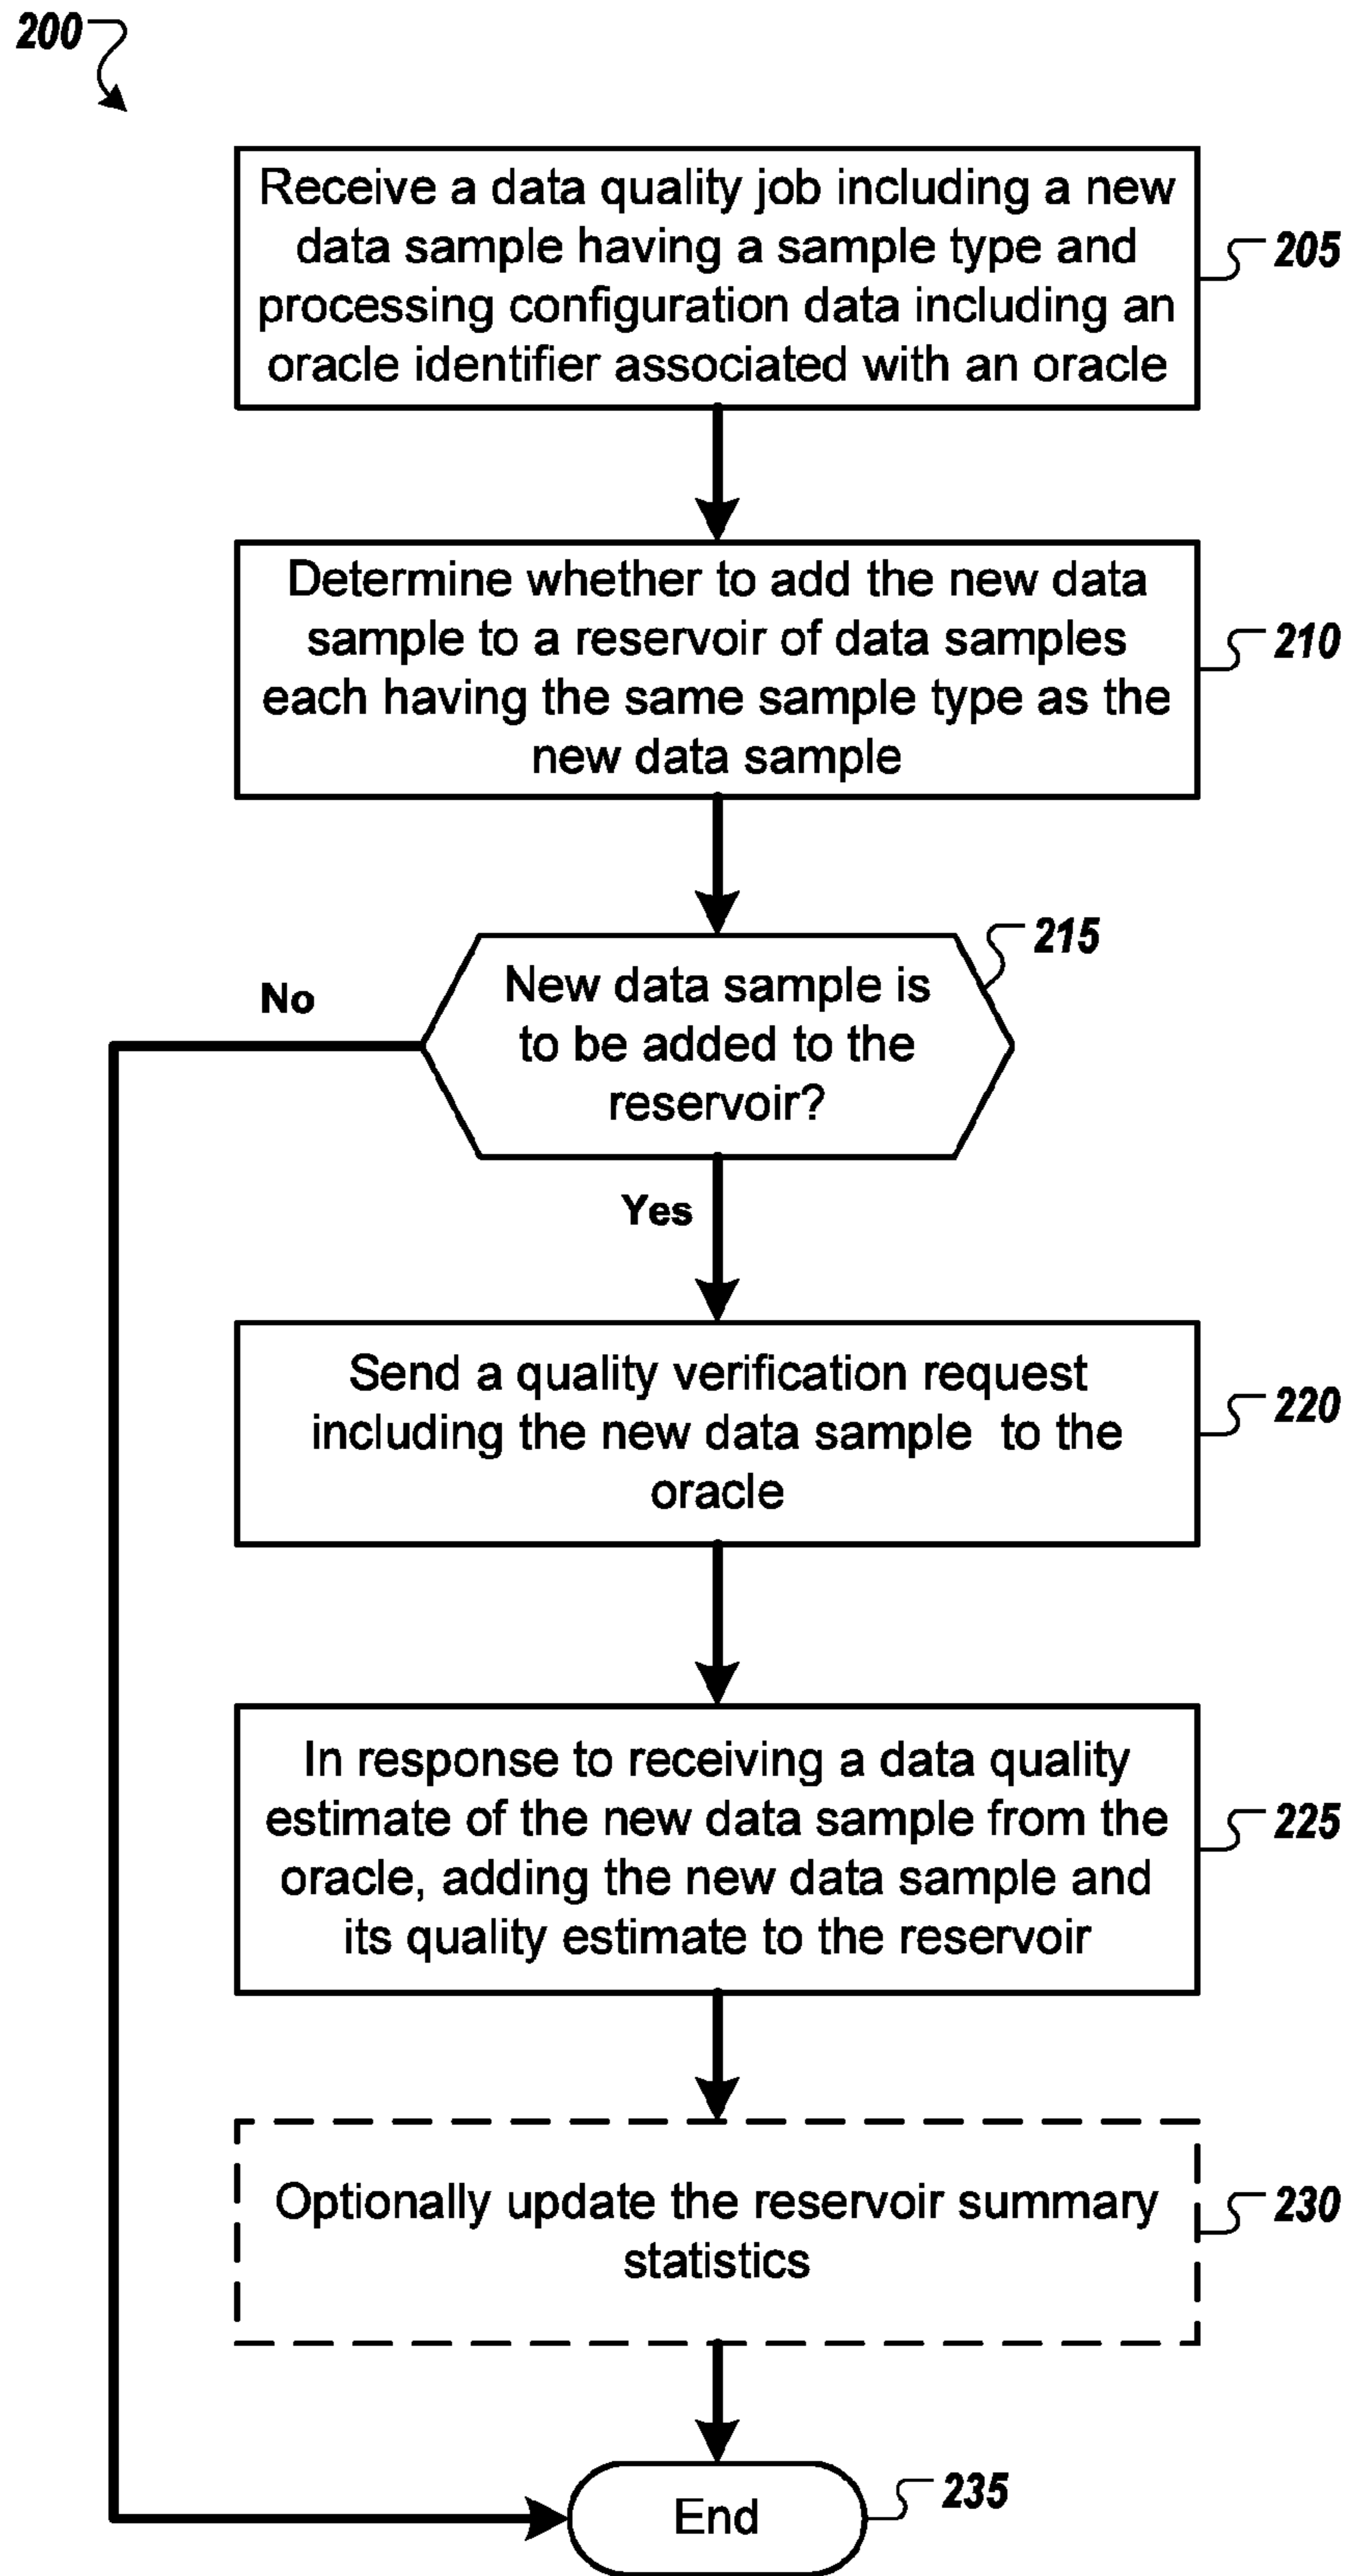 200
Receive a data quality job including a new
data sample having a sample type and
processing configuration data including an
oracle identifier associated with an oracle
205
Determine whether to add the new data
sample to a reservoir of data samples
each having the same sample type as the
new data sample
210
New data sample is
to be added to the
reservoir?
215
No
Yes
Send a quality verification request
including the new data sample to the
oracle
220
In response to receiving a data quality
estimate of the new data sample from the
oracle, adding the new data sample and
its quality estimate to the reservoir
225
Optionally update the reservoir summary
statistics
230
End
235